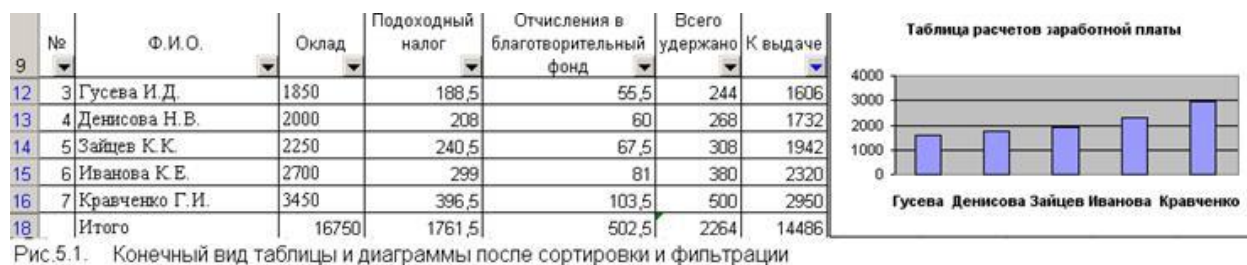 9 № Ф.И.О. Оклад Подоходный налог Отчисления в благотворительный фонд Всего удержано К выдаче
12 3 Гусева И.Д. 1850 188,5 55,5 244 1606
13 4 Денисова Н.В. 2000 208 60 268 1732
14 5 Зайцев К.К. 2250 240,5 67,5 308 1942
15 6 Иванова К.Е. 2700 299 81 380 2320
16 7 Кравченко Г.И. 3450 396,5 103,5 500 2950
18 Итого 16750 1761,5 502,5 2264 14486
Таблица расчетов заработной платы
4000
3000
2000
1000
0
Гусева Денисова Зайцев Иванова Кравченко
Рис.5.1. Конечный вид таблицы и диаграммы после сортировки и фильтрации